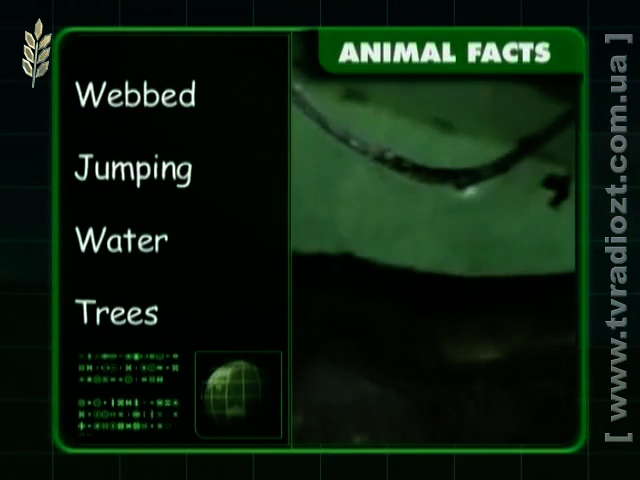 ANIMAL FACTS
Webbed
Jumping
Water
Trees
[ www.tvradiozt.com.ua ]